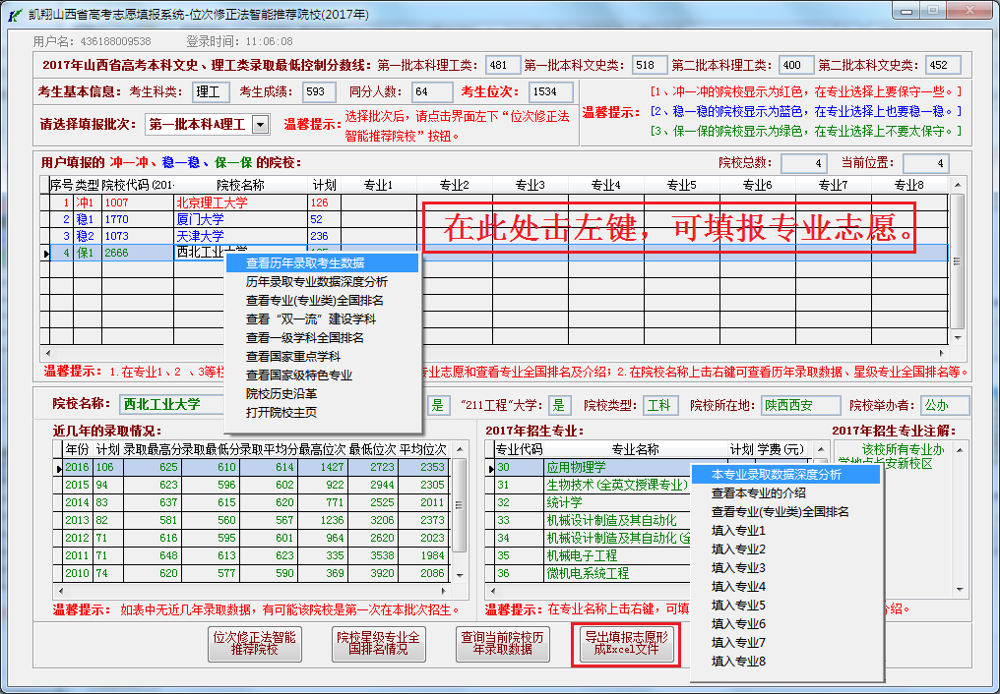 凯翔山西省高考志愿填报系统-位次修正法智能推荐院校(2017年)
用户名: 436188009538 登录时间: 11:06:08
2017年山西省高考本科文史、理工类录取最低控制分数线: 第一批本科理工类: 481 第一批本科文史类: 518 第二批本科理工类: 400 第二批本科文史类: 452
考生基本信息: 考生科类: 理工 考生成绩: 593 同分人数: 64 考生位次: 1534
请选择填报批次: 第一批本科A理工 温馨提示: 选择批次后，请点击界面左下“位次修正法智能推荐院校”按钮。
温馨提示:
[1、冲一冲的院校显示为红色，在专业选择上要保守一些。]
[2、稳一稳的院校显示为蓝色，在专业选择上也要稳一稳。]
[3、保一保的院校显示为绿色，在专业选择上不要太保守。]
用户填报的 冲一冲、稳一稳、保一保 的院校: 院校总数: 4 当前位置: 4
序号 类型 院校代码(201 院校名称 计划 专业1 专业2 专业3 专业4 专业5 专业6 专业7 专业8
1 冲1 1007 北京理工大学 126
2 稳1 1770 厦门大学 52
3 稳2 1073 天津大学 236
4 保1 2666 西北工业大学
在此处击左键，可填报专业志愿。
查看历年录取考生数据
历年录取专业数据深度分析
查看专业(专业类)全国排名
查看“双一流”建设学科
查看一级学科全国排名
查看国家重点学科
查看国家级特色专业
院校历史沿革
打开院校主页
温馨提示: 1.在专业1、2 、3等栏 专业志愿和查看专业全国排名及介绍；2.在院校名称上击右键可查看历年录取数据、星级专业全国排名等。
院校名称: 西北工业大学 是 “211工程”大学: 是 院校类型: 工科 院校所在地: 陕西西安 院校举办者: 公办
近几年的录取情况:
年份 计划 录取最高分 录取最低分 录取平均分 最高位次 最低位次 平均位次
2016 106 625 610 614 1427 2723 2353
2015 94 623 596 602 922 2944 2305
2014 83 637 615 620 771 2525 2011
2013 82 581 560 567 1236 3206 2373
2012 71 616 595 601 964 2620 2023
2011 71 648 613 623 335 3538 1984
2010 74 620 577 590 369 3920 2086
温馨提示: 如表中无近几年录取数据，有可能该院校是第一次在本批次招生。
2017年招生专业:
专业代码 专业名称 计划 学费(元)
30 应用物理学
31 生物技术(全英文授课专业)
32 统计学
33 机械设计制造及其自动化
34 机械设计制造及其自动化(全
35 机械电子工程
36 微机电系统工程
温馨提示: 在专业名称上击右键，可填 介绍。
2017年招生专业注解:
该校所有专业办
学地点长安新校区
本专业录取数据深度分析
查看本专业的介绍
查看专业(专业类)全国排名
填入专业1
填入专业2
填入专业3
填入专业4
填入专业5
填入专业6
填入专业7
填入专业8
位次修正法智能推荐院校
院校星级专业全国排名情况
查询当前院校历年录取数据
导出填报志愿形成Excel文件